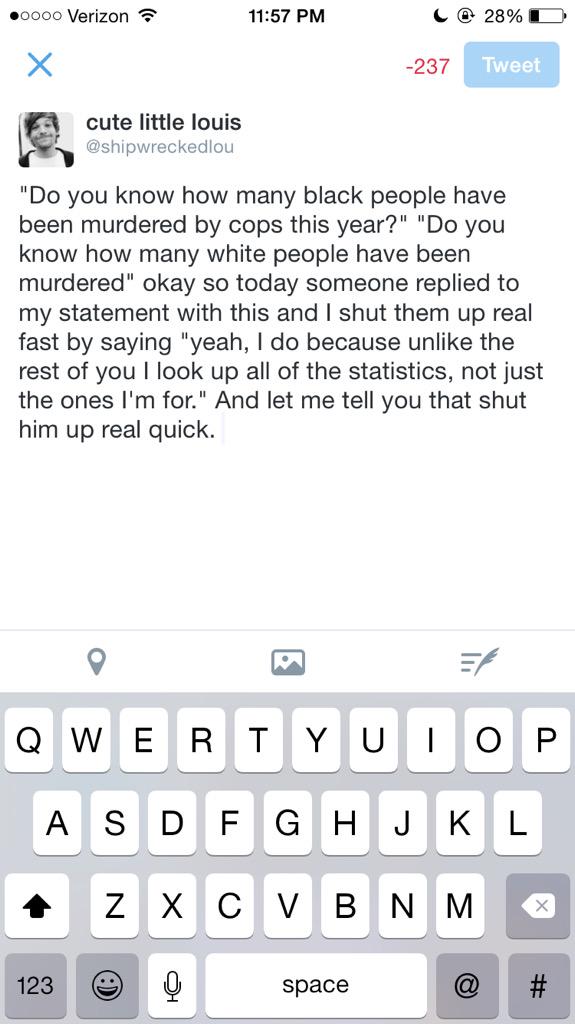 Verizon 11:57 PM 28%
-237 Tweet
cute little louis
@shipwreckedlou
"Do you know how many black people have
been murdered by cops this year?" "Do you
know how many white people have been
murdered" okay so today someone replied to
my statement with this and I shut them up real
fast by saying "yeah, I do because unlike the
rest of you I look up all of the statistics, not just
the ones I'm for." And let me tell you that shut
him up real quick.
Q W E R T Y U I O P
A S D F G H J K L
Z X C V B N M
123 space @ #